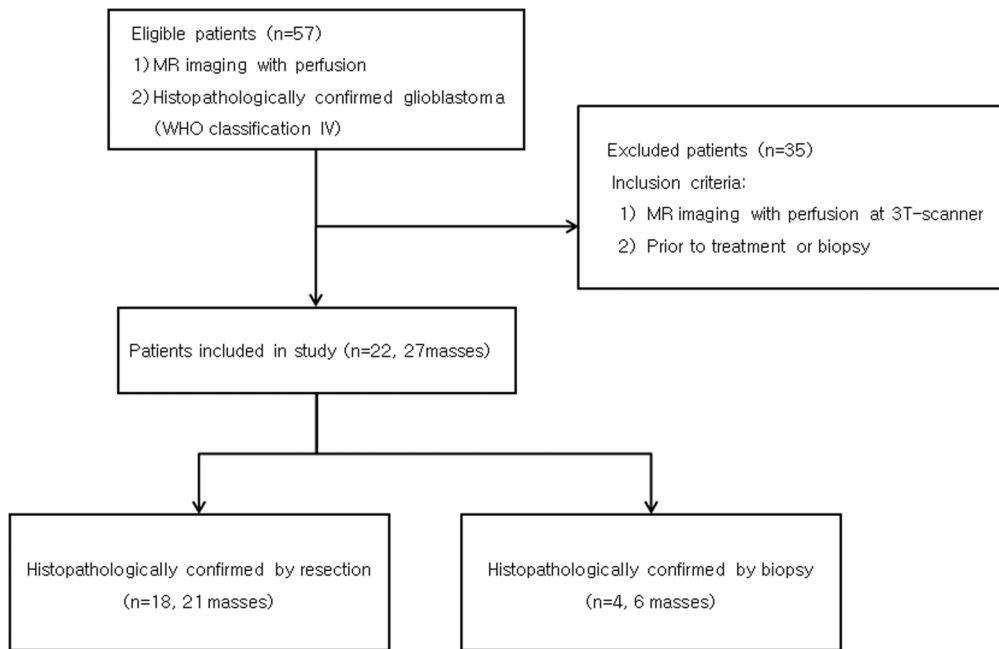 Eligible patients (n=57)
1) MR imaging with perfusion
2) Histopathologically confirmed glioblastoma
(WHO classification IV)
Excluded patients (n=35)
Inclusion criteria:
1) MR imaging with perfusion at 3T-scanner
2) Prior to treatment or biopsy
Patients included in study (n=22, 27masses)
Histopathologically confirmed by resection
(n=18, 21 masses)
Histopathologically confirmed by biopsy
(n=4, 6 masses)